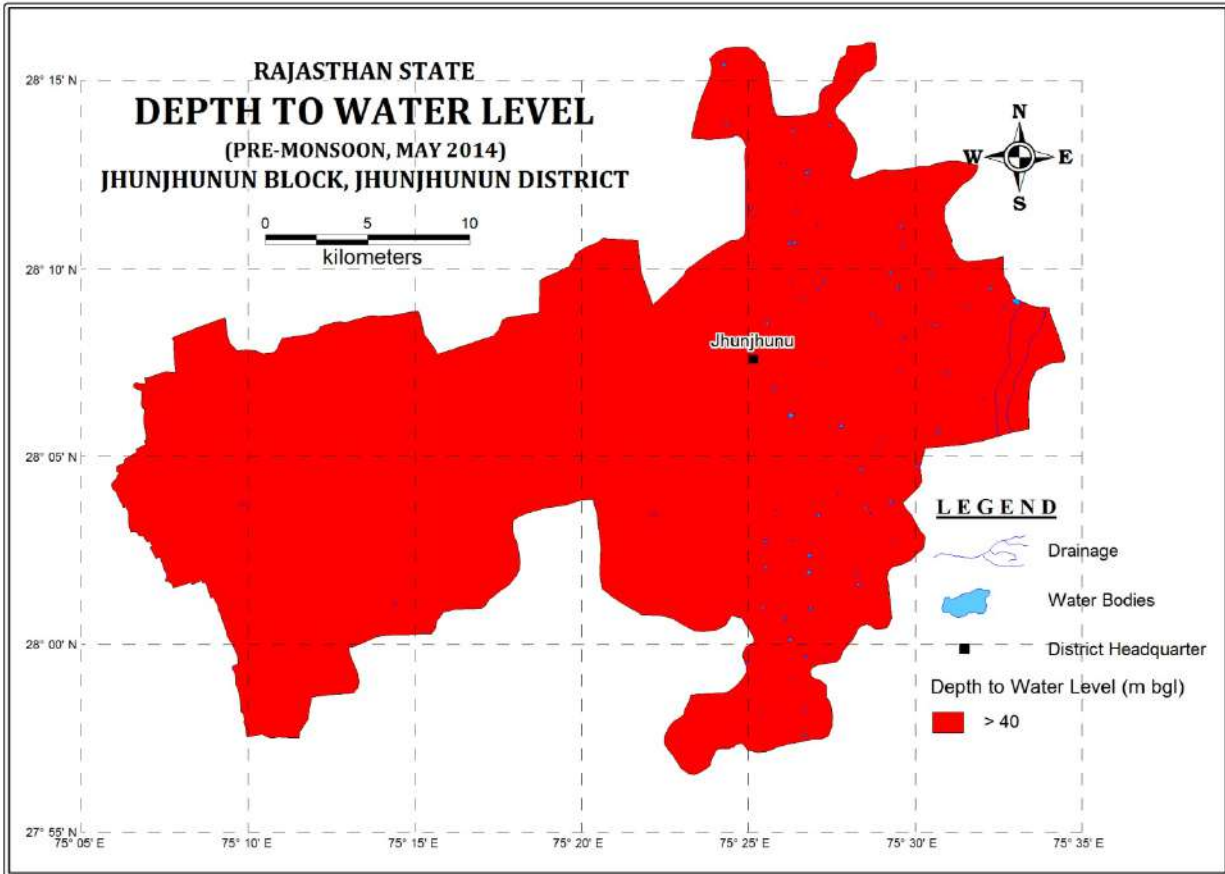 RAJASTHAN STATE
DEPTH TO WATER LEVEL
(PRE-MONSOON, MAY 2014)
JHUNJHUNUN BLOCK, JHUNJHUNUN DISTRICT
0 5 10
kilometers
N
W E
S
28° 15' N
28° 10' N
28° 05' N
28° 00' N
27° 55' N
75° 05' E
75° 10' E
75° 15' E
75° 20' E
75° 25' E
75° 30' E
75° 35' E
Jhunjhunu
LEGEND
Drainage
Water Bodies
District Headquarter
Depth to Water Level (m bgl)
> 40